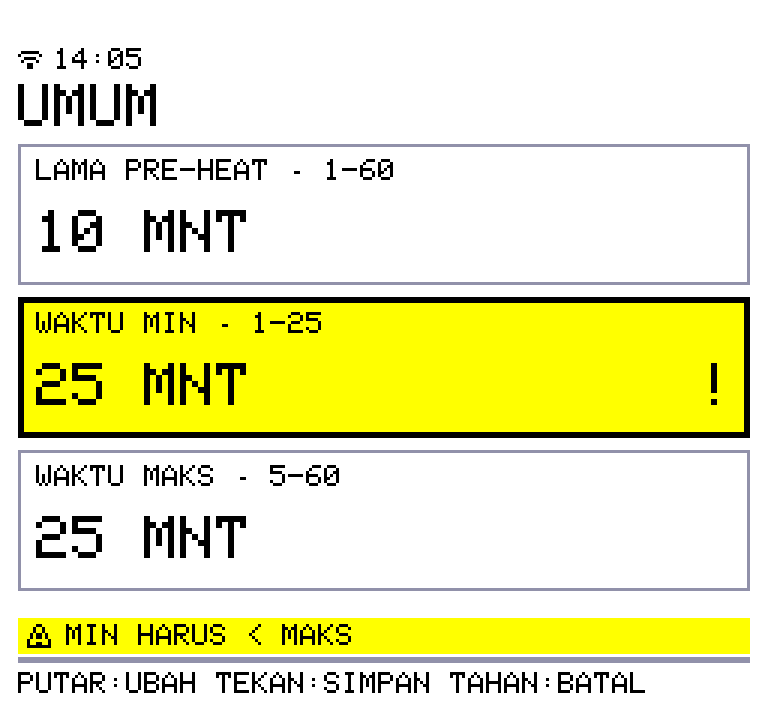 14:05
UMUM
LAMA PRE-HEAT - 1-60
10 MNT
WAKTU MIN - 1-25
25 MNT !
WAKTU MAKS - 5-60
25 MNT
MIN HARUS < MAKS
PUTAR:UBAH TEKAN:SIMPAN TAHAN:BATAL